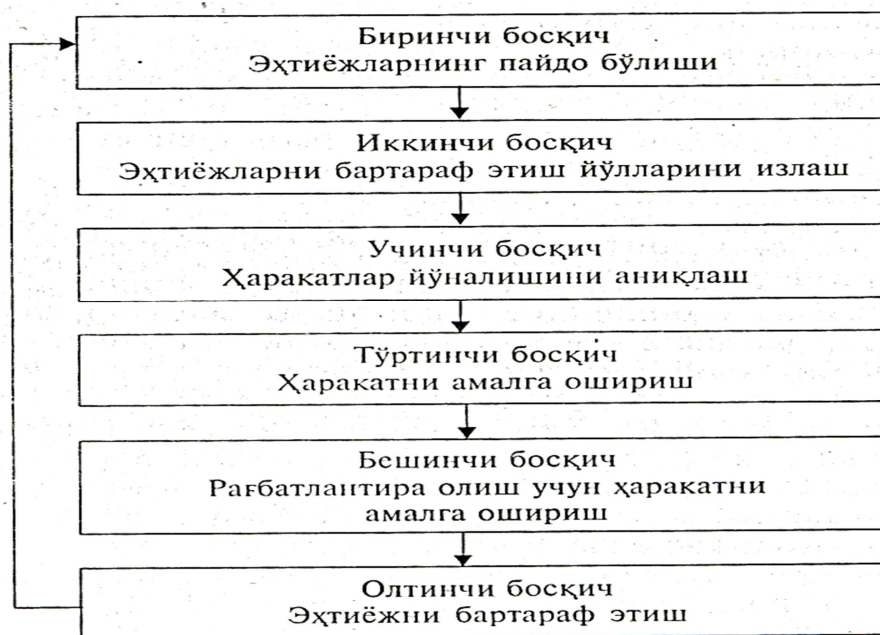 Биринчи босқич
Эҳтиёжларнинг пайдо бўлиши
Иккинчи босқич
Эҳтиёжларни бартараф этиш йўлларини излаш
Учинчи босқич
Ҳаракатлар йўналишини аниқлаш
Тўртинчи босқич
Ҳаракатни амалга ошириш
Бешинчи босқич
Рағбатлантира олиш учун ҳаракатни
амалга ошириш
Олтинчи босқич
Эҳтиёжни бартараф этиш